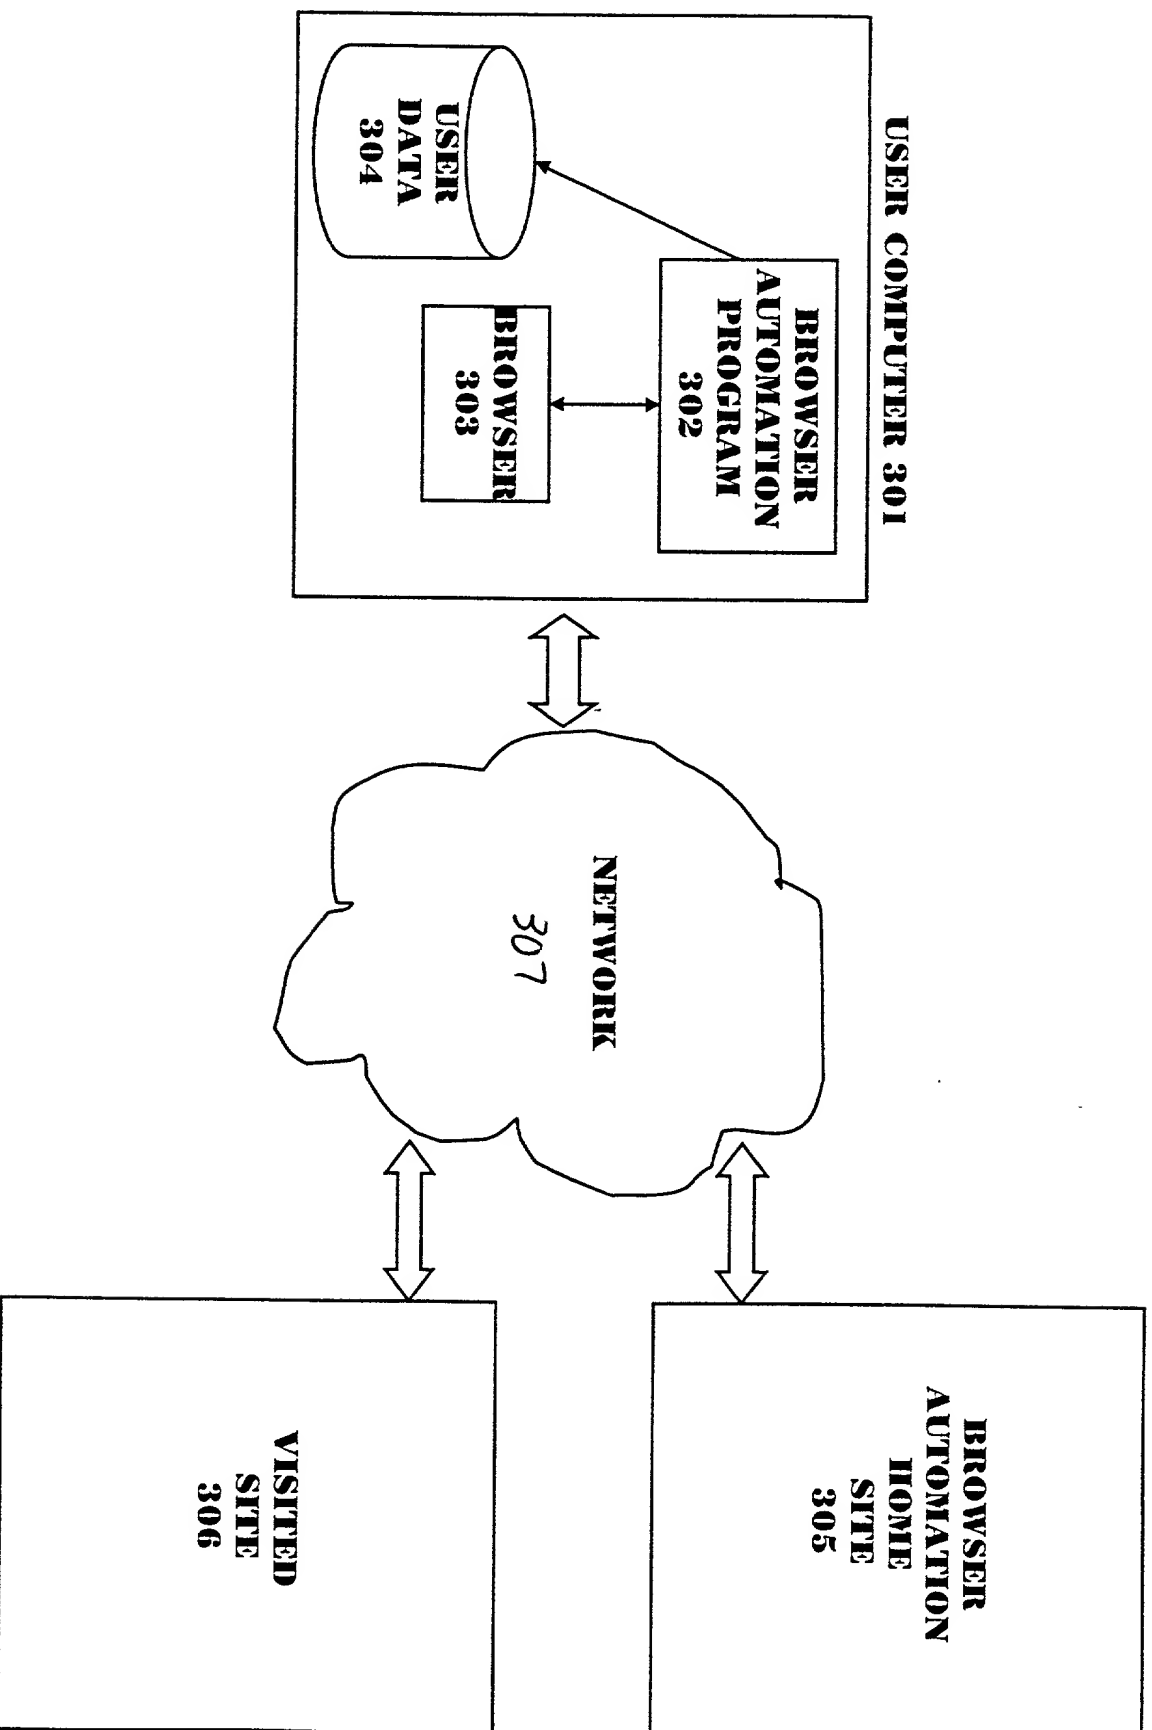 USER COMPUTER 301
BROWSER
AUTOMATION
PROGRAM
302
BROWSER
303
USER
DATA
304
NETWORK
307
BROWSER
AUTOMATION
HOME
SITE
305
VISITED
SITE
306